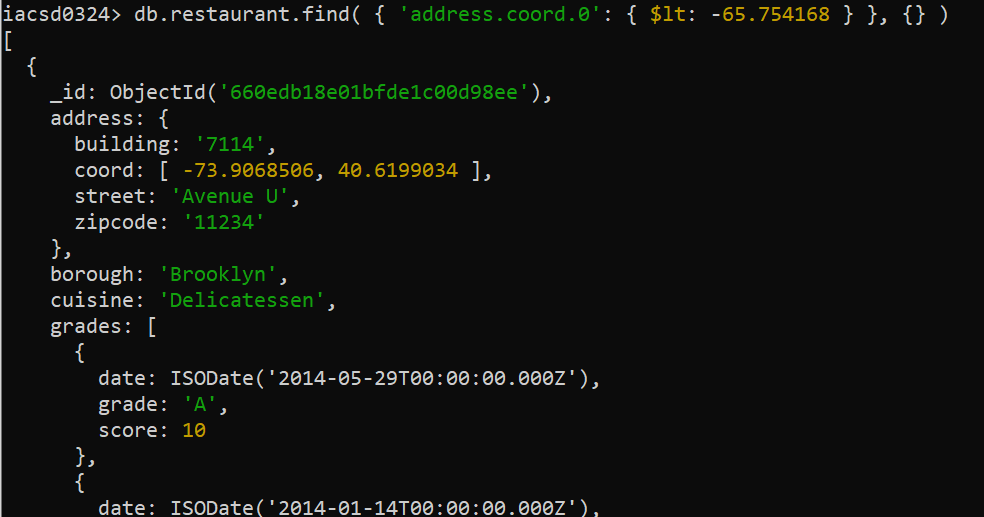 iacsd0324> db.restaurant.find( { 'address.coord.0': { $lt: -65.754168 } }, {} )
[
  {
    _id: ObjectId('660edb18e01bfde1c00d98ee'),
    address: {
      building: '7114',
      coord: [ -73.9068506, 40.6199034 ],
      street: 'Avenue U',
      zipcode: '11234'
    },
    borough: 'Brooklyn',
    cuisine: 'Delicatessen',
    grades: [
      {
        date: ISODate('2014-05-29T00:00:00.000Z'),
        grade: 'A',
        score: 10
      },
      {
        date: ISODate('2014-01-14T00:00:00.000Z'),